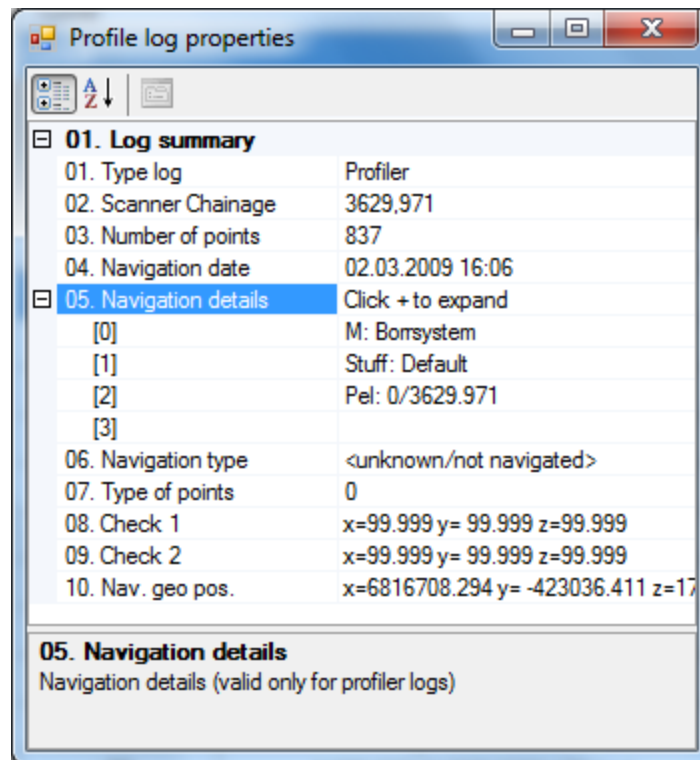 Profile log properties
01. Log summary
01. Type log Profiler
02. Scanner Chainage 3629,971
03. Number of points 837
04. Navigation date 02.03.2009 16:06
05. Navigation details Click + to expand
[0] M: Borrsystem
[1] Stuff: Default
[2] Pel: 0/3629.971
[3]
06. Navigation type <unknown/not navigated>
07. Type of points 0
08. Check 1 x=99.999 y= 99.999 z=99.999
09. Check 2 x=99.999 y= 99.999 z=99.999
10. Nav. geo pos. x=6816708.294 y= -423036.411 z=17
05. Navigation details
Navigation details (valid only for profiler logs)